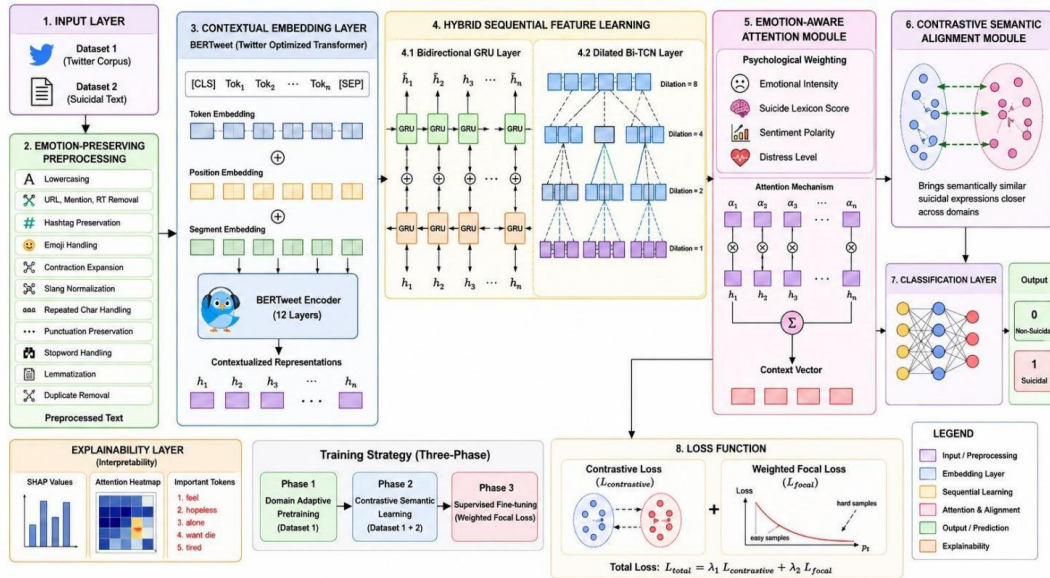 1. INPUT LAYER
Dataset 1
(Twitter Corpus)
Dataset 2
(Suicidal Text)
2. EMOTION-PRESERVING
PREPROCESSING
A Lowercasing
URL, Mention, RT Removal
# Hashtag Preservation
Emoji Handling
Contraction Expansion
Slang Normalization
aaa Repeated Char Handling
••• Punctuation Preservation
Stopword Handling
Lemmatization
Duplicate Removal
Preprocessed Text
3. CONTEXTUAL EMBEDDING LAYER
BERTweet (Twitter Optimized Transformer)
[CLS] Tok₁ Tok₂ ⋯ Tokₙ [SEP]
Token Embedding
⊕
Position Embedding
⊕
Segment Embedding
BERTweet Encoder
(12 Layers)
Contextualized Representations
h₁ h₂ h₃ ⋯ hₙ
4. HYBRID SEQUENTIAL FEATURE LEARNING
4.1 Bidirectional GRU Layer
h̃₁ h̃₂ h̃₃ ⋯ h̃ₙ
GRU GRU GRU ⋯ GRU
GRU GRU GRU ⋯ GRU
h₁ h₂ h₃ ⋯ hₙ
4.2 Dilated Bi-TCN Layer
Dilation = 8
Dilation = 4
Dilation = 2
Dilation = 1
5. EMOTION-AWARE
ATTENTION MODULE
Psychological Weighting
Emotional Intensity
Suicide Lexicon Score
Sentiment Polarity
Distress Level
Attention Mechanism
α₁ α₂ α₃ ⋯ αₙ
h₁ h₂ h₃ ⋯ hₙ
Σ
Context Vector
6. CONTRASTIVE SEMANTIC
ALIGNMENT MODULE
Brings semantically similar
suicidal expressions closer
across domains
7. CLASSIFICATION LAYER
Output
0
Non-Suicidal
1
Suicidal
EXPLAINABILITY LAYER
(Interpretability)
SHAP Values
Attention Heatmap
Important Tokens
1. feel
2. hopeless
3. alone
4. want die
5. tired
Training Strategy (Three-Phase)
Phase 1
Domain Adaptive
Pretraining
(Dataset 1)
Phase 2
Contrastive Semantic
Learning
(Dataset 1 + 2)
Phase 3
Supervised Fine-tuning
(Weighted Focal Loss)
8. LOSS FUNCTION
Contrastive Loss
(L_contrastive)
+
Weighted Focal Loss
(L_focal)
Loss
hard samples
easy samples
pₜ
Total Loss: L_total = λ₁ L_contrastive + λ₂ L_focal
LEGEND
Input / Preprocessing
Embedding Layer
Sequential Learning
Attention & Alignment
Output / Prediction
Explainability